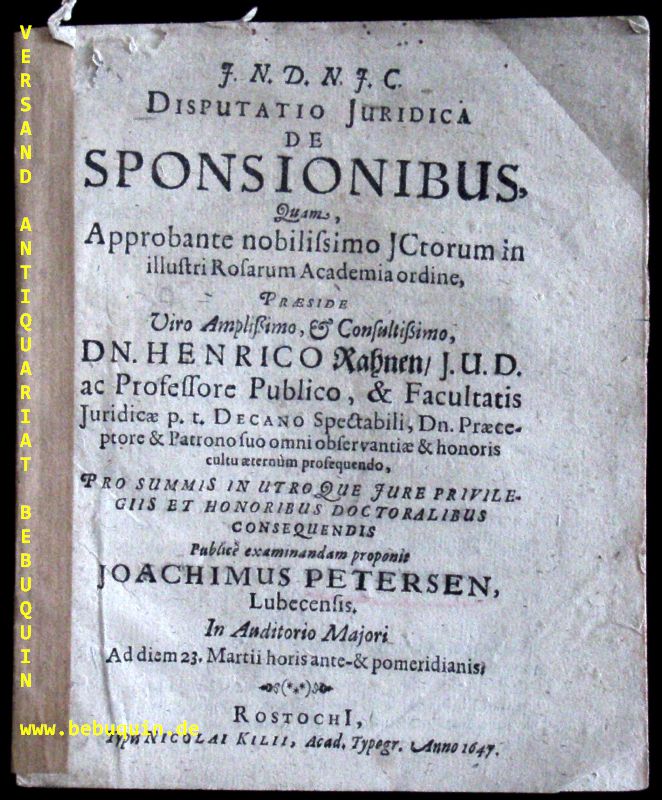 J. N. D. N. J. C.
DISPUTATIO JURIDICA
DE
SPONSIONIBUS,
Quam,
Approbante nobiliſsimo JCtorum in
illuſtri Roſarum Academia ordine,
PRÆSIDE
Viro Ampliſsimo, & Conſultiſsimo,
DN. HENRICO Rahnen/ J.U.D.
ac Profeſſore Publico, & Facultatis
Juridicæ p. t. DECANO Spectabili, Dn. Præce-
ptore & Patrono ſuo omni obſervantiæ & honoris
cultu æternùm proſequendo,
PRO SUMMIS IN UTROQUE JURE PRIVILE-
GIIS ET HONORIBUS DOCTORALIBUS
CONSEQUENDIS
Publicè examinandam proponit
JOACHIMUS PETERSEN,
Lubecenſis.
In Auditorio Majori
Ad diem 23. Martii horis ante-& pomeridianis.
ROSTOCHI,
Typis NICOLAI KILII, Acad. Typogr. Anno 1647.
VERSAND ANTIQUARIAT BEBUQUIN
www.bebuquin.de